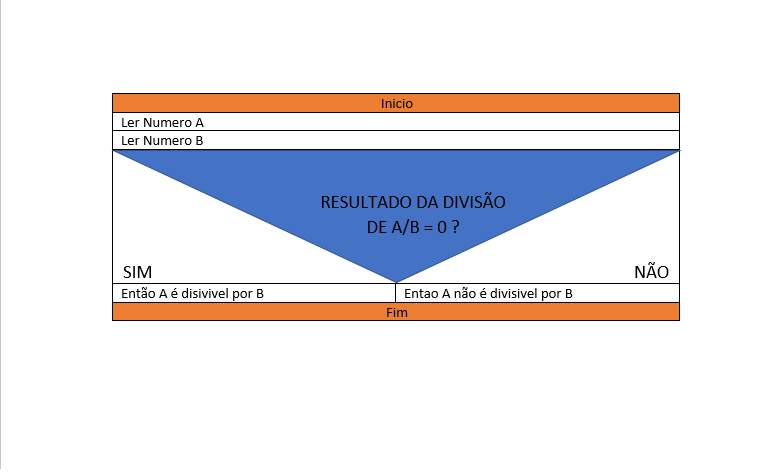 Inicio
Ler Numero A
Ler Numero B
RESULTADO DA DIVISÃO
DE A/B = 0 ?
SIM
NÃO
Então A é disivivel por B
Entao A não é divisivel por B
Fim